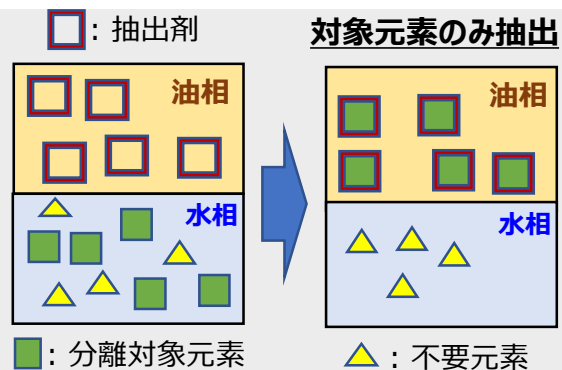 : 抽出剤
対象元素のみ抽出
油相
油相
水相
水相
: 分離対象元素
: 不要元素